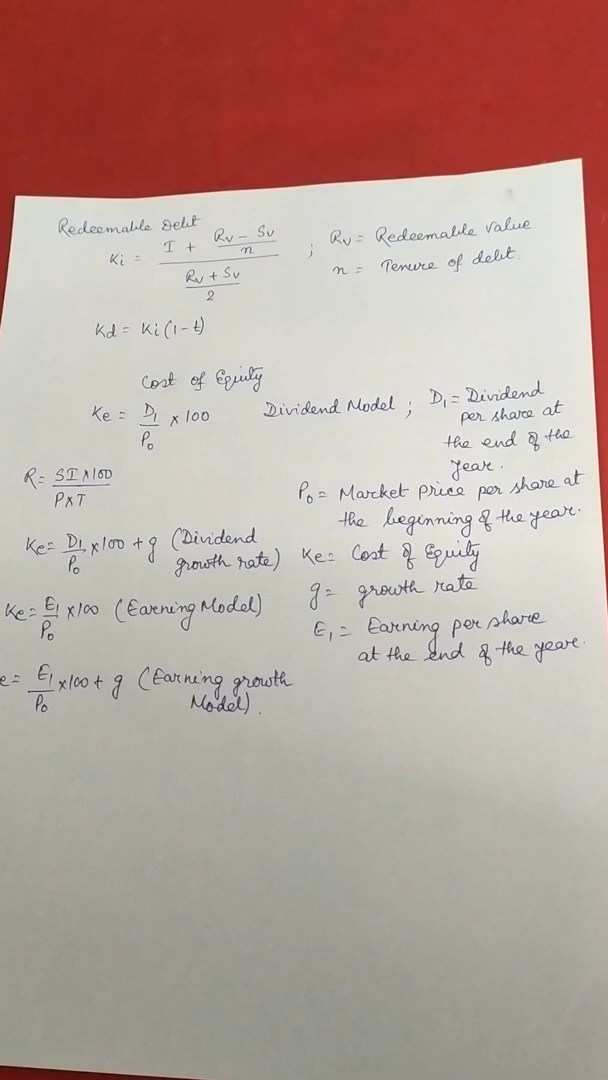 Redeemable Debt
Ki = (I + (Rv - Sv)/n) / ((Rv + Sv)/2) ; Rv = Redeemable Value
n = Tenure of debt.
Kd = Ki(1-t)
Cost of Equity
Ke = D1/P0 x 100 Dividend Model ; D1 = Dividend
per share at
the end of the
year.
R = SI x 100 / P x T
P0 = Market price per share at
the beginning of the year.
Ke = D1/P0 x 100 + g (Dividend
growth rate)
Ke = Cost of Equity
g = growth rate
Ke = E1/P0 x 100 (Earning Model)
E1 = Earning per share
at the end of the year.
e = E1/P0 x 100 + g (Earning growth
Model).